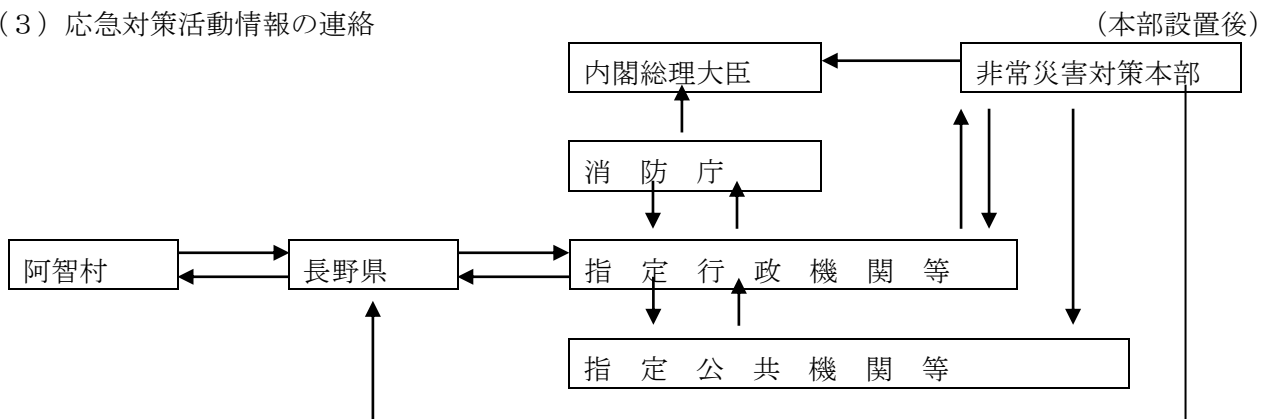 （３）応急対策活動情報の連絡 （本部設置後）
内閣総理大臣 非常災害対策本部
消　防　庁
阿智村 長野県 指　定　行　政　機　関　等
指　定　公　共　機　関　等